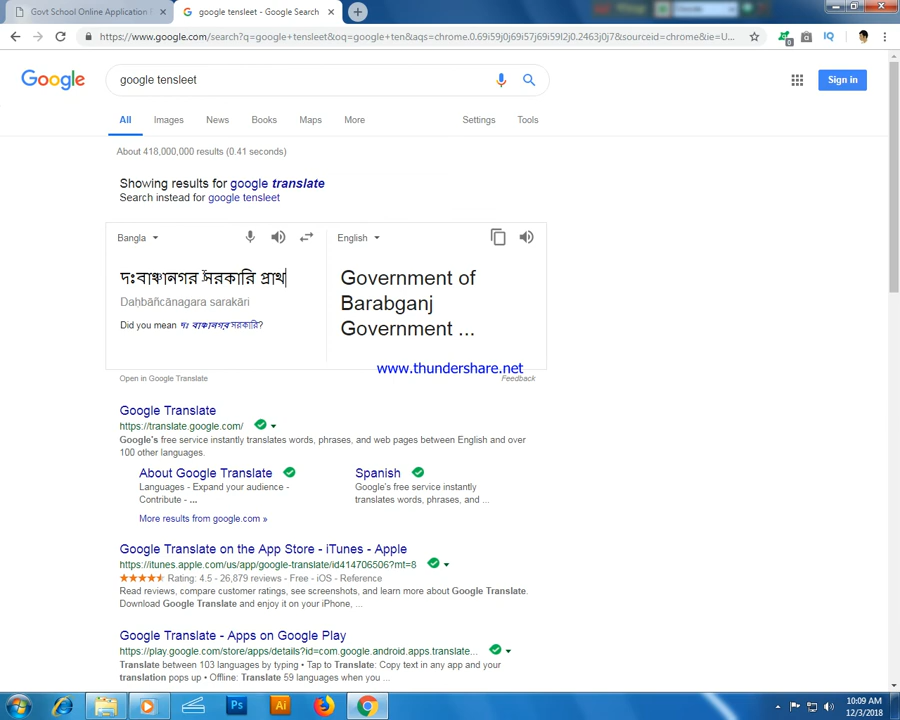 Govt School Online Application
google tensleet - Google Search
https://www.google.com/search?q=google+tensleet&oq=google+ten&aqs=chrome.0.69i59j0j69i57j69i59l2j0.2463j0j7&sourceid=chrome&ie=U...
6
IQ
Google
google tensleet
Sign in
All Images News Books Maps More Settings Tools
About 418,000,000 results (0.41 seconds)
Showing results for google translate
Search instead for google tensleet
Bangla
English
দঃবাঞ্চানগর সরকারি প্রাথ
Daḥbāñcānagara sarakāri
Did you mean দঃ বাঞ্চানগর সরকারি?
Government of
Barabganj
Government ...
www.thundershare.net
Open in Google Translate
Feedback
Google Translate
https://translate.google.com/
Google's free service instantly translates words, phrases, and web pages between English and over
100 other languages.
About Google Translate
Languages - Expand your audience -
Contribute - ...
Spanish
Google's free service instantly
translates words, phrases, and ...
More results from google.com »
Google Translate on the App Store - iTunes - Apple
https://itunes.apple.com/us/app/google-translate/id414706506?mt=8
Rating: 4.5 - 26,879 reviews - Free - iOS - Reference
Read reviews, compare customer ratings, see screenshots, and learn more about Google Translate.
Download Google Translate and enjoy it on your iPhone, ...
Google Translate - Apps on Google Play
https://play.google.com/store/apps/details?id=com.google.android.apps.translate...
Translate between 103 languages by typing • Tap to Translate: Copy text in any app and your
translation pops up • Offline: Translate 59 languages when you ...
Ps
Ai
10:09 AM
12/3/2018